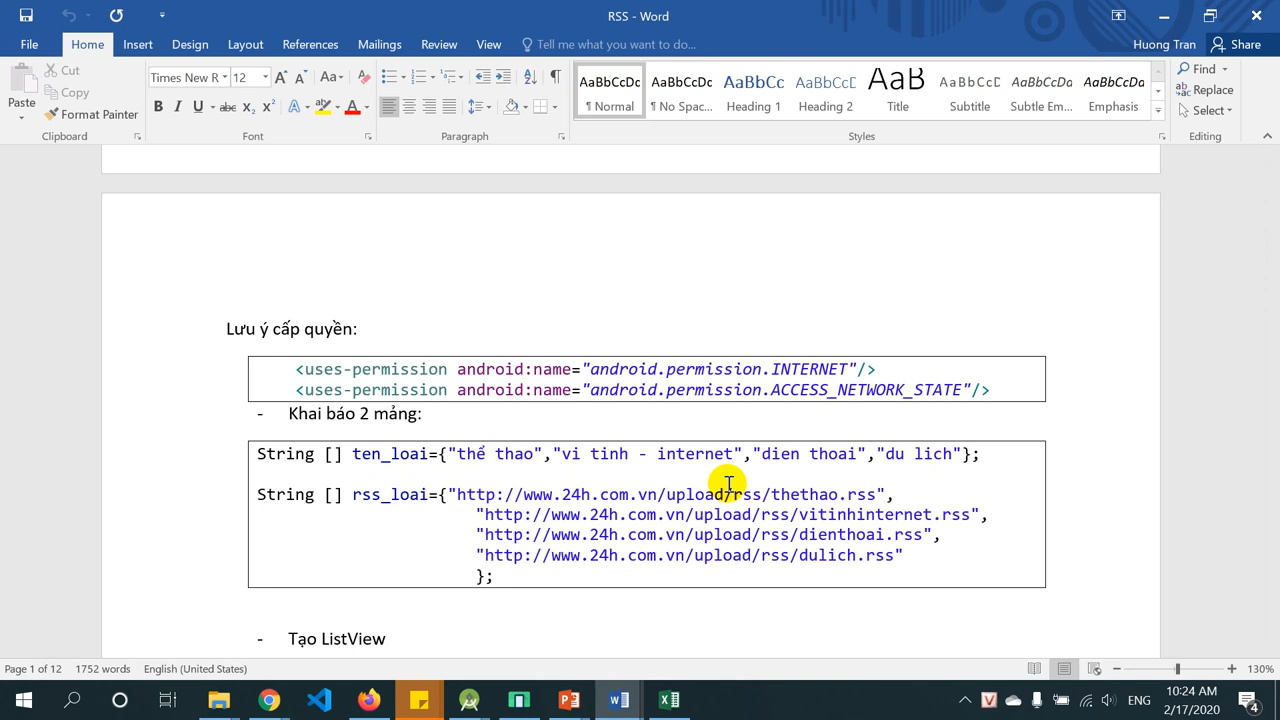 RSS - Word
File Home Insert Design Layout References Mailings Review View Tell me what you want to do... Huong Tran Share
Paste Cut Copy Format Painter
Times New R 12
AaBbCcDc AaBbCcDc AaBbCc AaBbCc AaB AaBbCcD AaBbCcDc AaBbCcDc
¶ Normal ¶ No Spac... Heading 1 Heading 2 Title Subtitle Subtle Em... Emphasis
Find Replace Select
Clipboard Font Paragraph Styles Editing
Lưu ý cấp quyền:
<uses-permission android:name="android.permission.INTERNET"/>
<uses-permission android:name="android.permission.ACCESS_NETWORK_STATE"/>
- Khai báo 2 mảng:
String [] ten_loai={"thể thao","vi tinh - internet","dien thoai","du lich"};
String [] rss_loai={"http://www.24h.com.vn/upload/rss/thethao.rss",
"http://www.24h.com.vn/upload/rss/vitinhinternet.rss",
"http://www.24h.com.vn/upload/rss/dienthoai.rss",
"http://www.24h.com.vn/upload/rss/dulich.rss"
};
- Tạo ListView
Page 1 of 12 1752 words English (United States) 130%
ENG 10:24 AM
2/17/2020 4